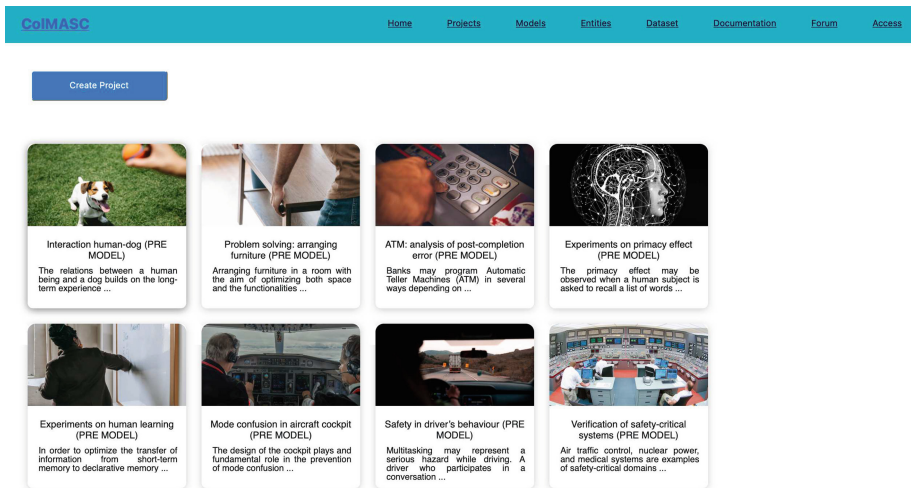 ColMASC
Home Projects Models Entities Dataset Documentation Forum Access
Create Project
Interaction human-dog (PRE
MODEL)
The relations between a human
being and a dog builds on the long-
term experience ...
Problem solving: arranging
furniture (PRE MODEL)
Arranging furniture in a room with
the aim of optimizing both space
and the functionalities ...
ATM: analysis of post-completion
error (PRE MODEL)
Banks may program Automatic
Teller Machines (ATM) in several
ways depending on ...
Experiments on primacy effect
(PRE MODEL)
The primacy effect may be
observed when a human subject is
asked to recall a list of words ...
Experiments on human learning
(PRE MODEL)
In order to optimize the transfer of
information from short-term
memory to declarative memory ...
Mode confusion in aircraft cockpit
(PRE MODEL)
The design of the cockpit plays and
fundamental role in the prevention
of mode confusion ...
Safety in driver's behaviour (PRE
MODEL)
Multitasking may represent a
serious hazard while driving. A
driver who participates in a
conversation ...
Verification of safety-critical
systems (PRE MODEL)
Air traffic control, nuclear power,
and medical systems are examples
of safety-critical domains ...